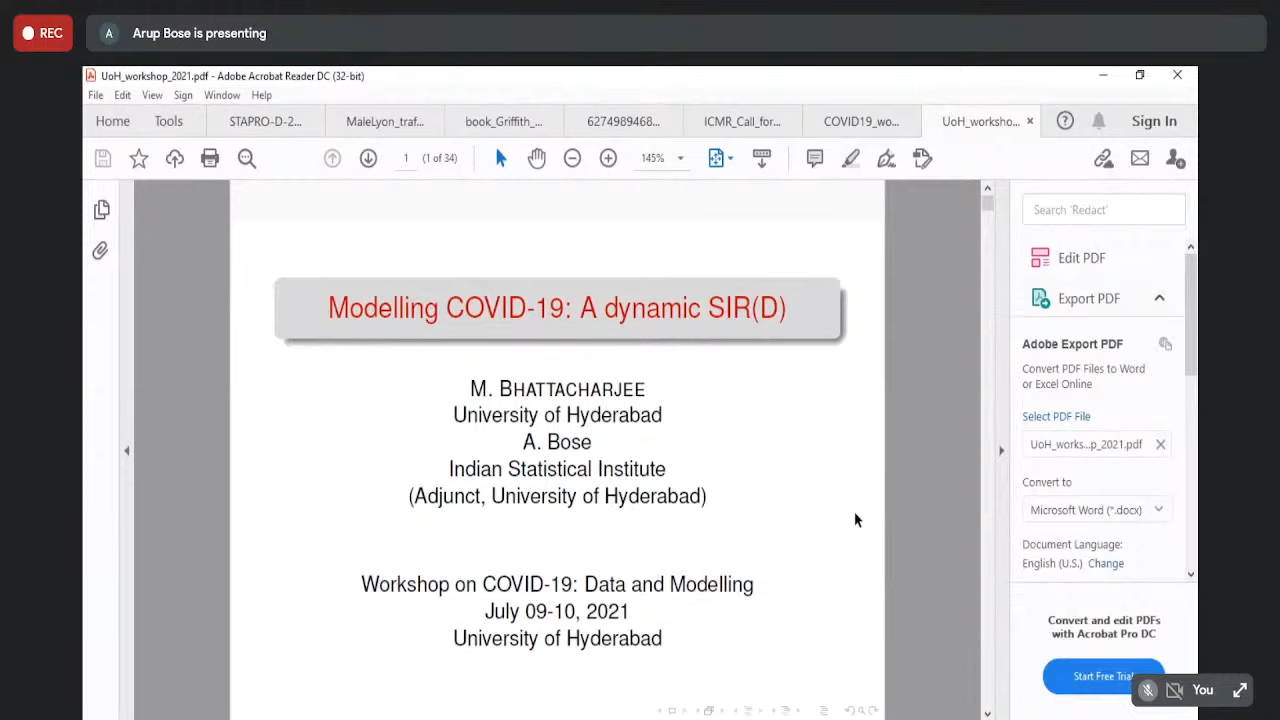 REC
A
Arup Bose is presenting
UoH_workshop_2021.pdf - Adobe Acrobat Reader DC (32-bit)
File Edit View Sign Window Help
Home Tools STAPRO-D-2... MaleLyon_traf... book_Griffith_... 6274989468... ICMR_Call_for... COVID19_wo... UoH_worksho... × Sign In
1 (1 of 34) 145%
Search 'Redact'
Edit PDF
Export PDF
Adobe Export PDF
Convert PDF Files to Word
or Excel Online
Select PDF File
UoH_works...p_2021.pdf
Convert to
Microsoft Word (*.docx)
Document Language:
English (U.S.) Change
Convert and edit PDFs
with Acrobat Pro DC
Start Free Trial
You
Modelling COVID-19: A dynamic SIR(D)
M. BHATTACHARJEE
University of Hyderabad
A. Bose
Indian Statistical Institute
(Adjunct, University of Hyderabad)
Workshop on COVID-19: Data and Modelling
July 09-10, 2021
University of Hyderabad